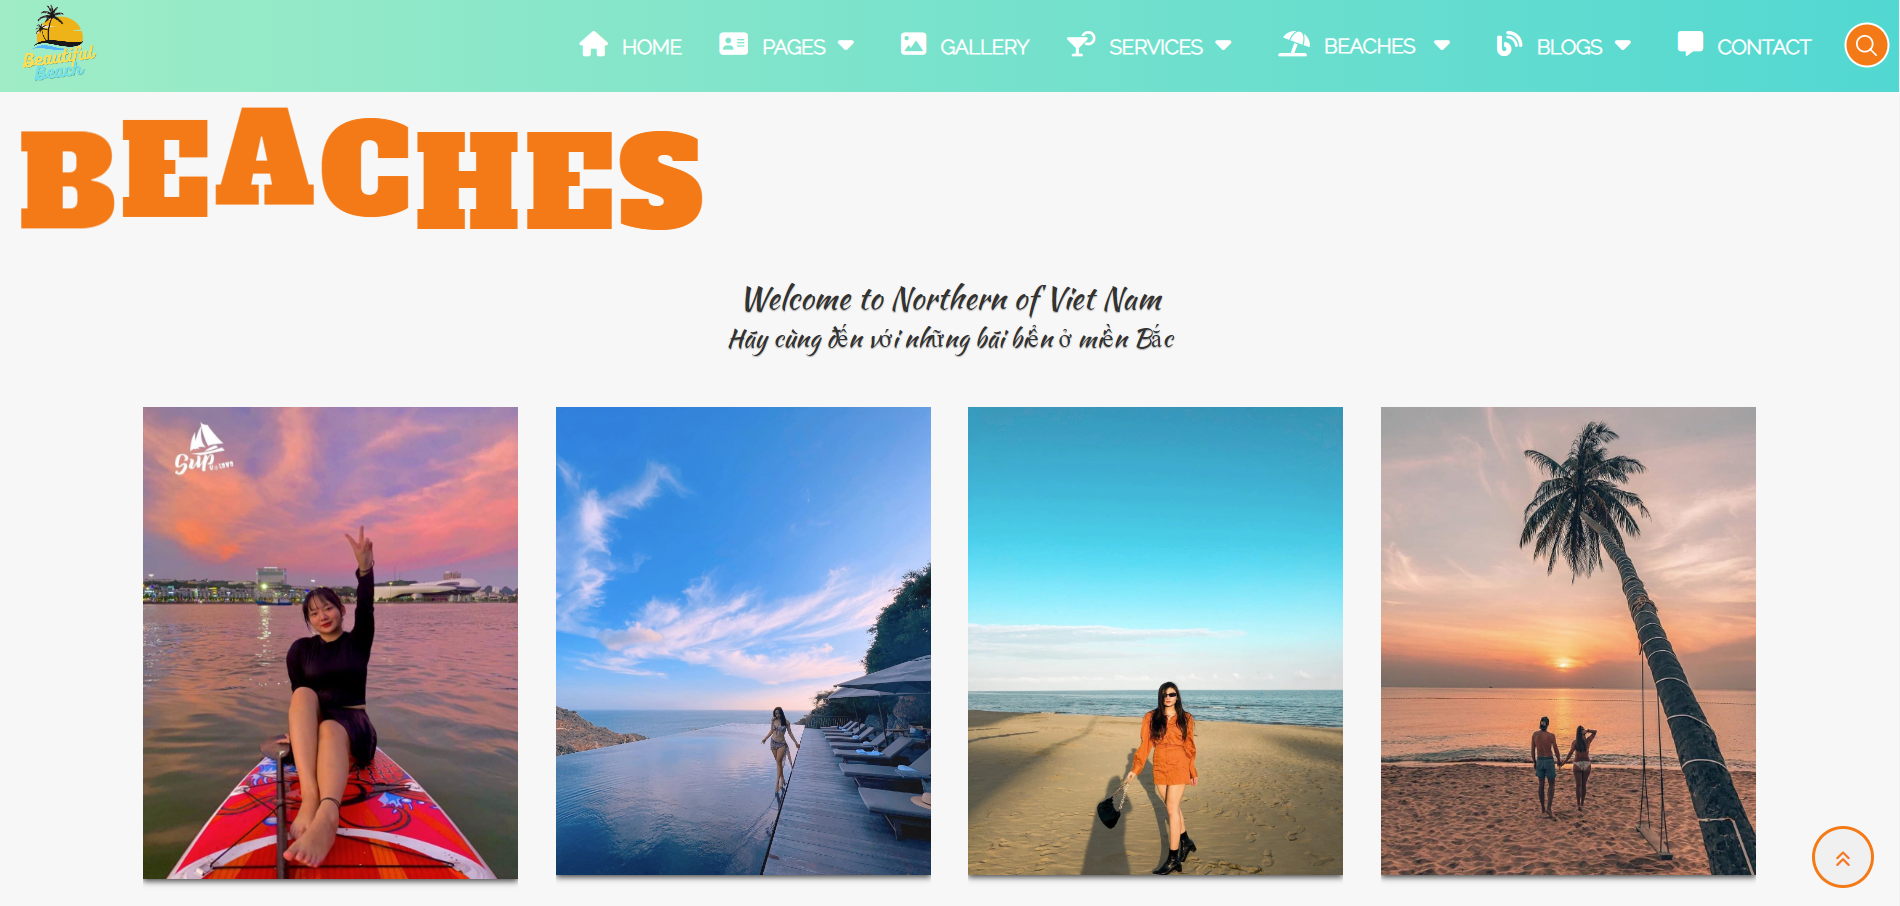 Beautiful
Beach
HOME
PAGES
GALLERY
SERVICES
BEACHES
BLOGS
CONTACT
BEACHES
Welcome to Northern of Viet Nam
Hãy cùng đến với những bãi biển ở miền Bắc
Sup